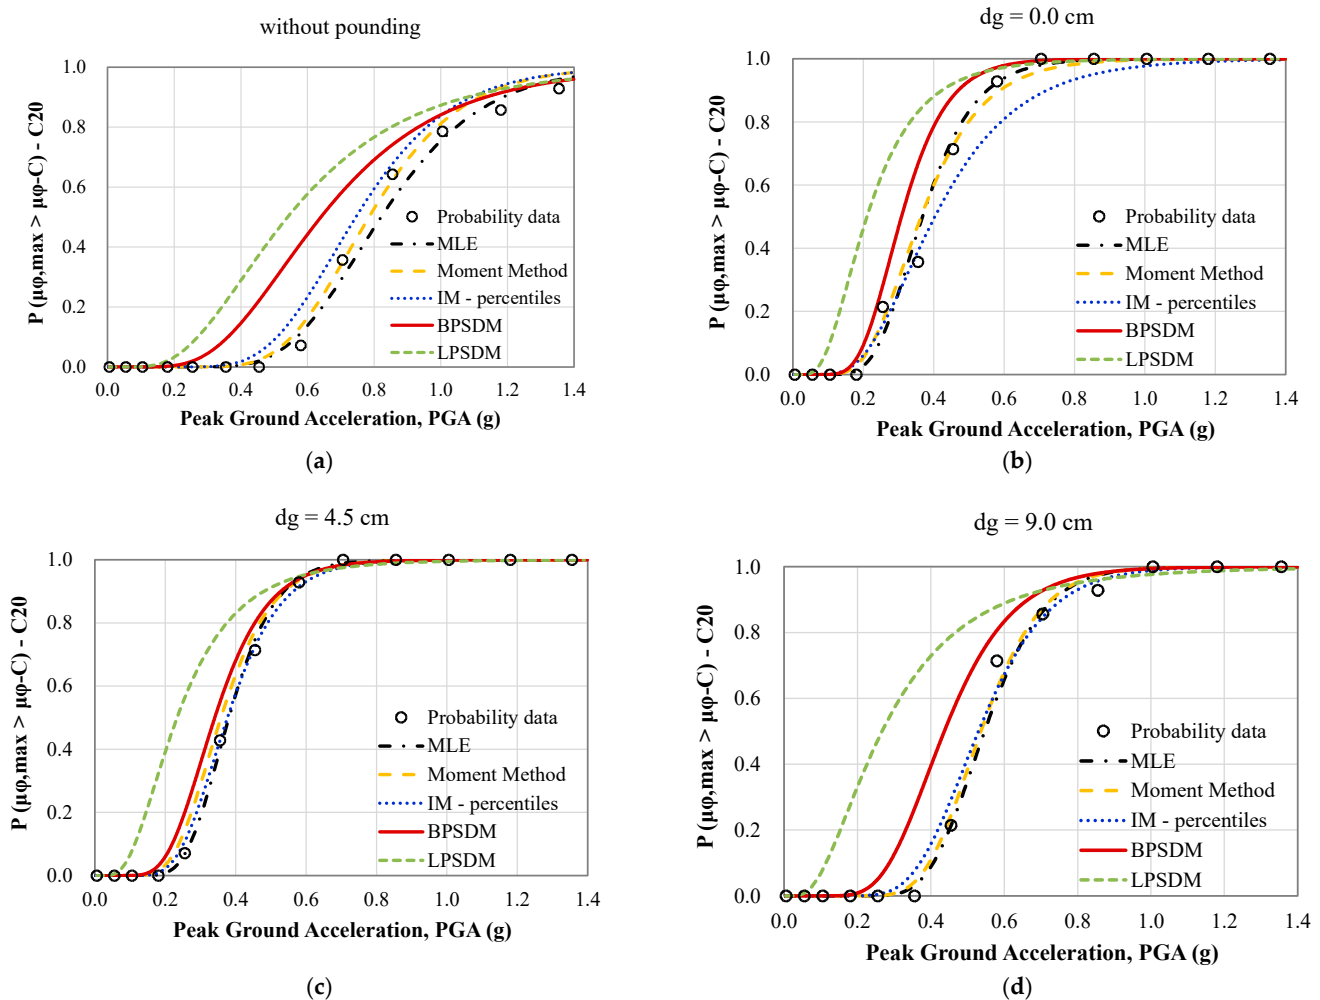 without pounding
1.0
0.8
0.6
0.4
0.2
0.0
P (μφ,max > μφ-C) - C20
Probability data
MLE
Moment Method
IM - percentiles
BPSDM
LPSDM
0.0 0.2 0.4 0.6 0.8 1.0 1.2 1.4
Peak Ground Acceleration, PGA (g)
(a)
dg = 0.0 cm
1.0
0.8
0.6
0.4
0.2
0.0
P (μφ,max > μφ-C) - C20
Probability data
MLE
Moment Method
IM - percentiles
BPSDM
LPSDM
0.0 0.2 0.4 0.6 0.8 1.0 1.2 1.4
Peak Ground Acceleration, PGA (g)
(b)
dg = 4.5 cm
1.0
0.8
0.6
0.4
0.2
0.0
P (μφ,max > μφ-C) - C20
Probability data
MLE
Moment Method
IM - percentiles
BPSDM
LPSDM
0.0 0.2 0.4 0.6 0.8 1.0 1.2 1.4
Peak Ground Acceleration, PGA (g)
(c)
dg = 9.0 cm
1.0
0.8
0.6
0.4
0.2
0.0
P (μφ,max > μφ-C) - C20
Probability data
MLE
Moment Method
IM - percentiles
BPSDM
LPSDM
0.0 0.2 0.4 0.6 0.8 1.0 1.2 1.4
Peak Ground Acceleration, PGA (g)
(d)